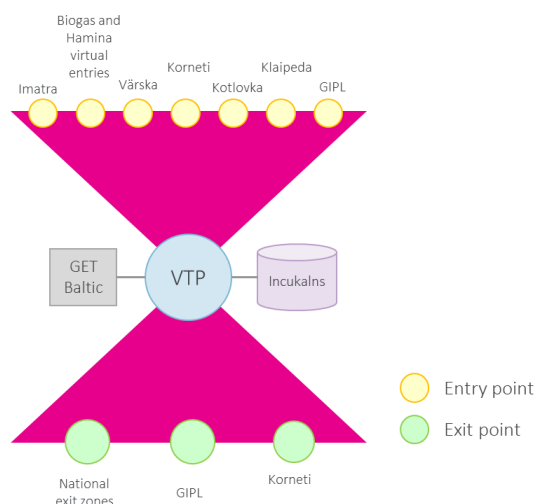 Biogas and
Hamina
virtual
entries
Imatra
Värska
Korneti
Kotlovka
Klaipeda
GIPL
GET
Baltic
VTP
Incukalns
Entry point
Exit point
National
exit zones
GIPL
Korneti